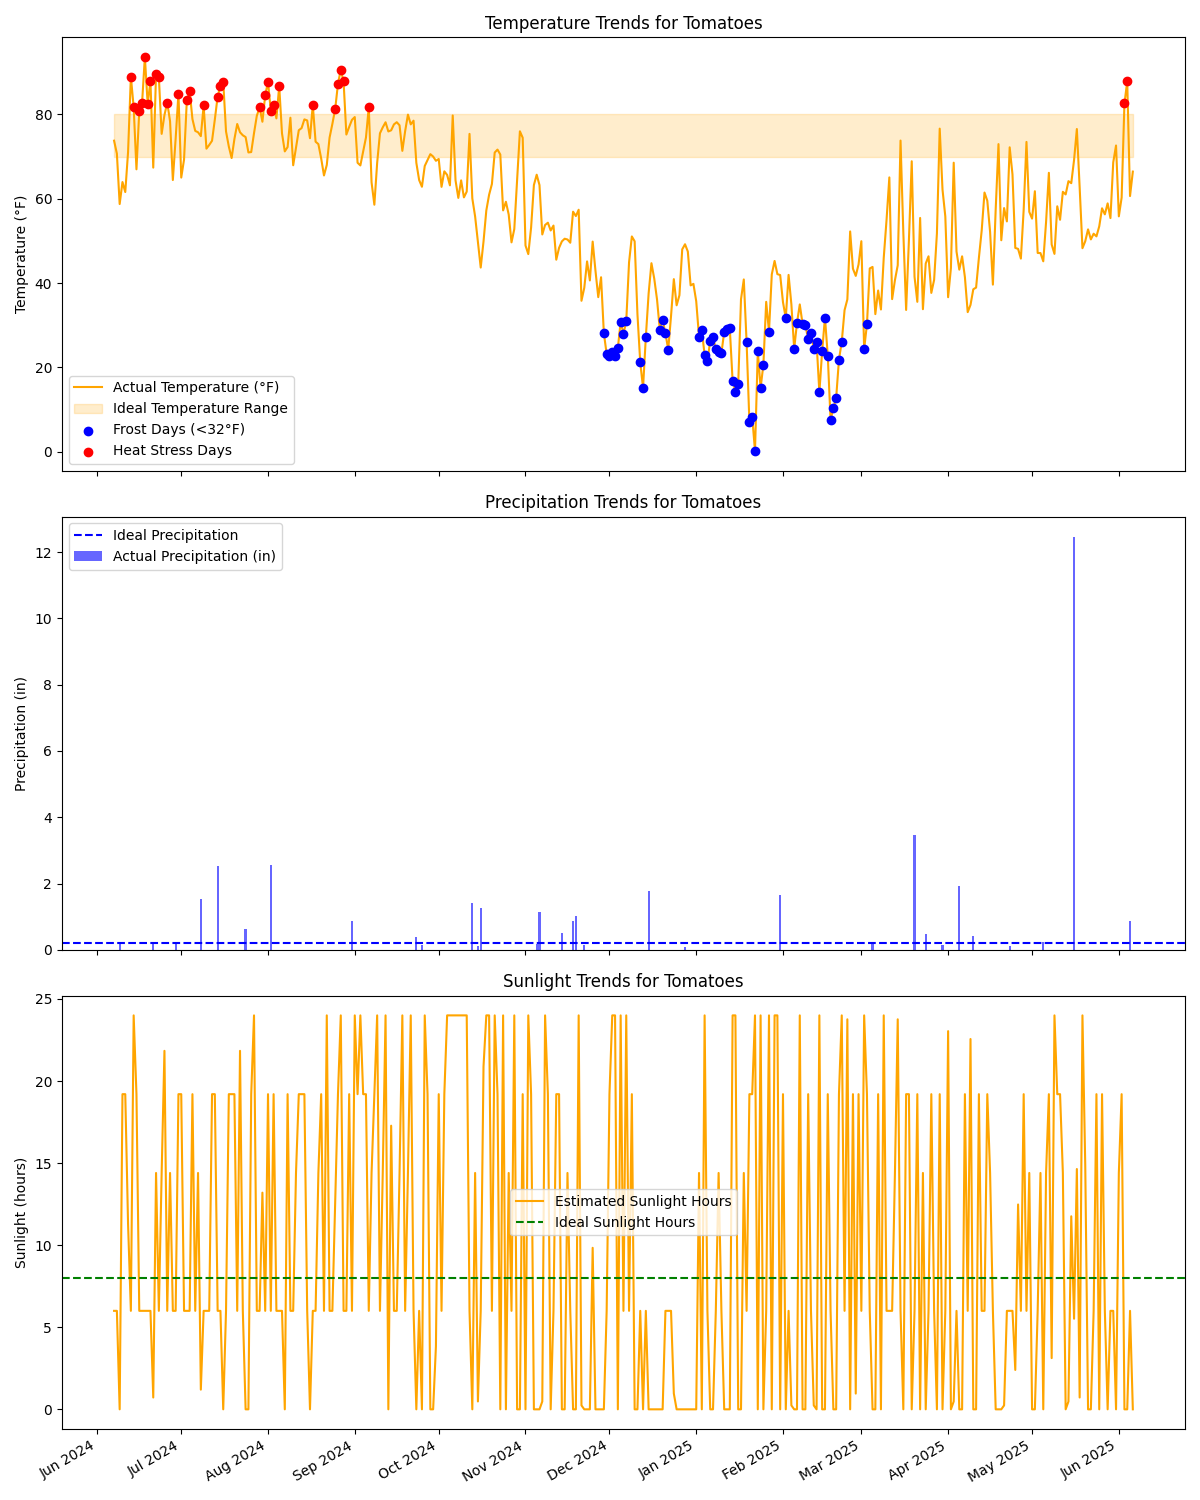 Temperature Trends for Tomatoes
Temperature (°F)
80
60
40
20
0
Actual Temperature (°F)
Ideal Temperature Range
Frost Days (<32°F)
Heat Stress Days
Precipitation Trends for Tomatoes
Precipitation (in)
12
10
8
6
4
2
0
Ideal Precipitation
Actual Precipitation (in)
Sunlight Trends for Tomatoes
Sunlight (hours)
25
20
15
10
5
0
Estimated Sunlight Hours
Ideal Sunlight Hours
Jun 2024
Jul 2024
Aug 2024
Sep 2024
Oct 2024
Nov 2024
Dec 2024
Jan 2025
Feb 2025
Mar 2025
Apr 2025
May 2025
Jun 2025